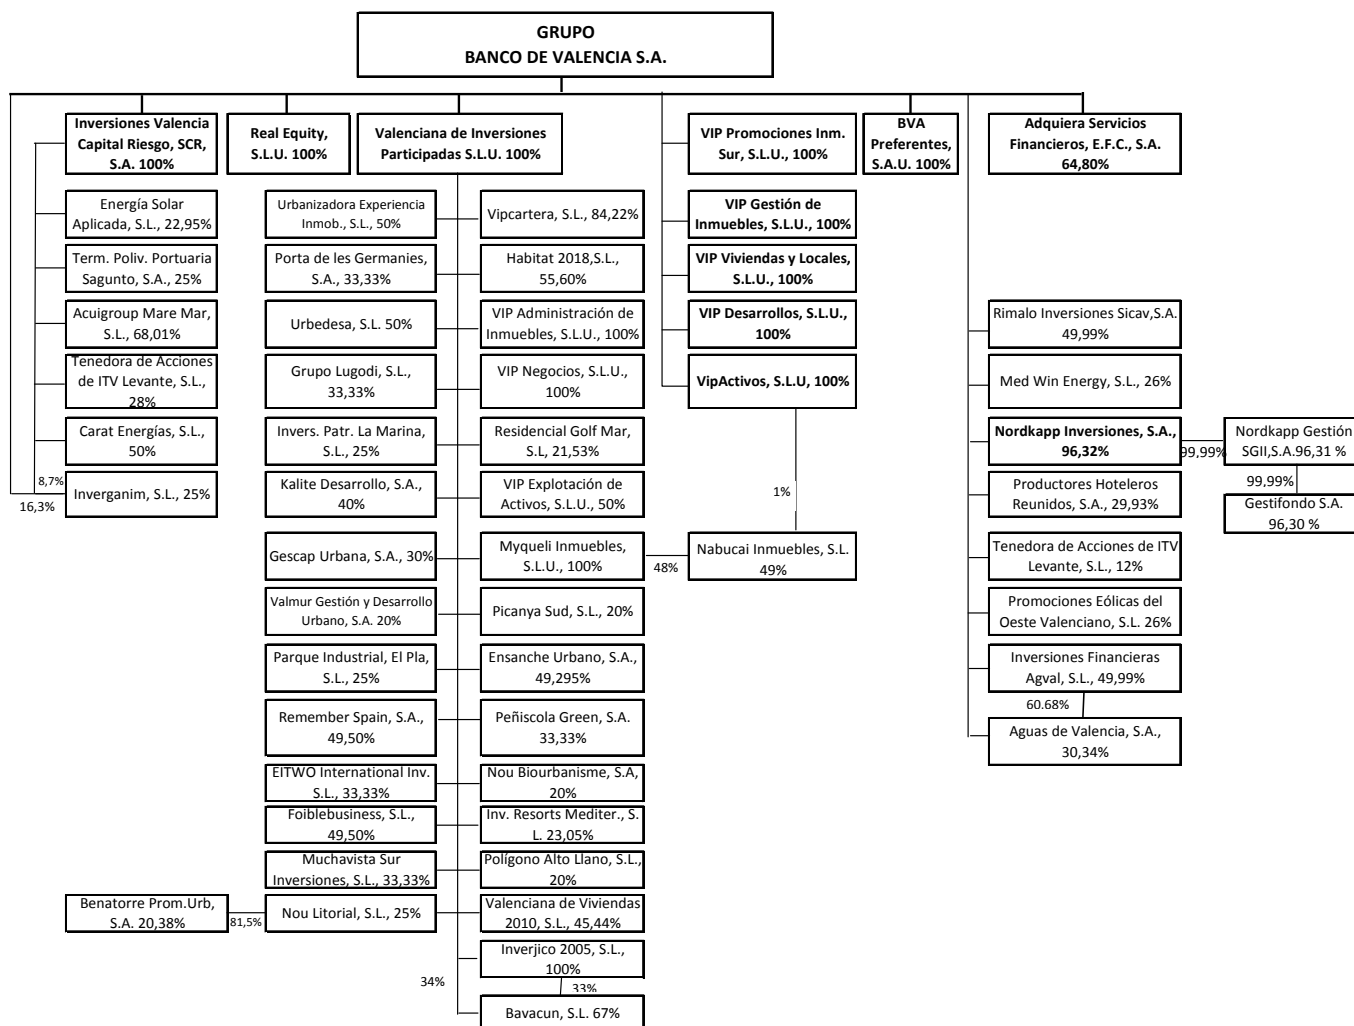 GRUPO
BANCO DE VALENCIA S.A.
Inversiones Valencia
Capital Riesgo, SCR,
S.A. 100%
Real Equity,
S.L.U. 100%
Valenciana de Inversiones
Participadas S.L.U. 100%
VIP Promociones Inm.
Sur, S.L.U., 100%
BVA
Preferentes,
S.A.U. 100%
Adquiera Servicios
Financieros, E.F.C., S.A.
64,80%
Energía Solar
Aplicada, S.L., 22,95%
Term. Poliv. Portuaria
Sagunto, S.A., 25%
Acuigroup Mare Mar,
S.L., 68,01%
Tenedora de Acciones
de ITV Levante, S.L.,
28%
Carat Energías, S.L.,
50%
8,7%
Inverganim, S.L., 25%
16,3%
Urbanizadora Experiencia
Inmob., S.L., 50%
Porta de les Germanies,
S.A., 33,33%
Urbedesa, S.L. 50%
Grupo Lugodi, S.L.,
33,33%
Invers. Patr. La Marina,
S.L., 25%
Kalite Desarrollo, S.A.,
40%
Gescap Urbana, S.A., 30%
Valmur Gestión y Desarrollo
Urbano, S.A. 20%
Parque Industrial, El Pla,
S.L., 25%
Remember Spain, S.A.,
49,50%
EITWO International Inv.
S.L., 33,33%
Foiblebusiness, S.L.,
49,50%
Muchavista Sur
Inversiones, S.L., 33,33%
Benatorre Prom.Urb,
S.A. 20,38%
81,5%
Nou Litorial, S.L., 25%
Vipcartera, S.L., 84,22%
Habitat 2018,S.L.,
55,60%
VIP Administración de
Inmuebles, S.L.U., 100%
VIP Negocios, S.L.U.,
100%
Residencial Golf Mar,
S.L, 21,53%
VIP Explotación de
Activos, S.L.U., 50%
Myqueli Inmuebles,
S.L.U., 100%
48%
Picanya Sud, S.L., 20%
Ensanche Urbano, S.A.,
49,295%
Peñiscola Green, S.A.
33,33%
Nou Biourbanisme, S.A,
20%
Inv. Resorts Mediter., S.
L. 23,05%
Polígono Alto Llano, S.L.,
20%
Valenciana de Viviendas
2010, S.L., 45,44%
Inverjico 2005, S.L.,
100%
34%
33%
Bavacun, S.L. 67%
VIP Gestión de
Inmuebles, S.L.U., 100%
VIP Viviendas y Locales,
S.L.U., 100%
VIP Desarrollos, S.L.U.,
100%
VipActivos, S.L.U, 100%
1%
Nabucai Inmuebles, S.L.
49%
Rimalo Inversiones Sicav,S.A.
49,99%
Med Win Energy, S.L., 26%
Nordkapp Inversiones, S.A.,
96,32%
99,99%
Nordkapp Gestión
SGII,S.A.96,31 %
99,99%
Gestifondo S.A.
96,30 %
Productores Hoteleros
Reunidos, S.A., 29,93%
Tenedora de Acciones de ITV
Levante, S.L., 12%
Promociones Eólicas del
Oeste Valenciano, S.L. 26%
Inversiones Financieras
Agval, S.L., 49,99%
60.68%
Aguas de Valencia, S.A.,
30,34%